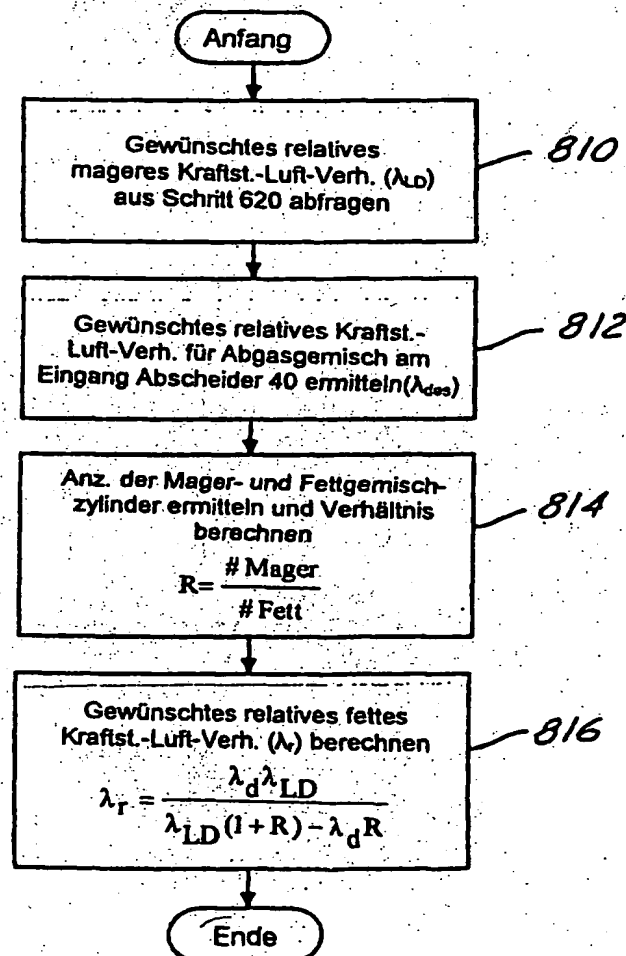 Anfang
Gewünschtes relatives
mageres Kraftst.-Luft-Verh. (λLD)
aus Schritt 620 abfragen
810
Gewünschtes relatives Kraftst.-
Luft-Verh. für Abgasgemisch am
Eingang Abscheider 40 ermitteln(λdes)
812
Anz. der Mager- und Fettgemisch-
zylinder ermitteln und Verhältnis
berechnen
R= # Mager / # Fett
814
Gewünschtes relatives fettes
Kraftst.-Luft-Verh. (λr) berechnen
λr = λdλLD / λLD(1+R) − λdR
816
Ende